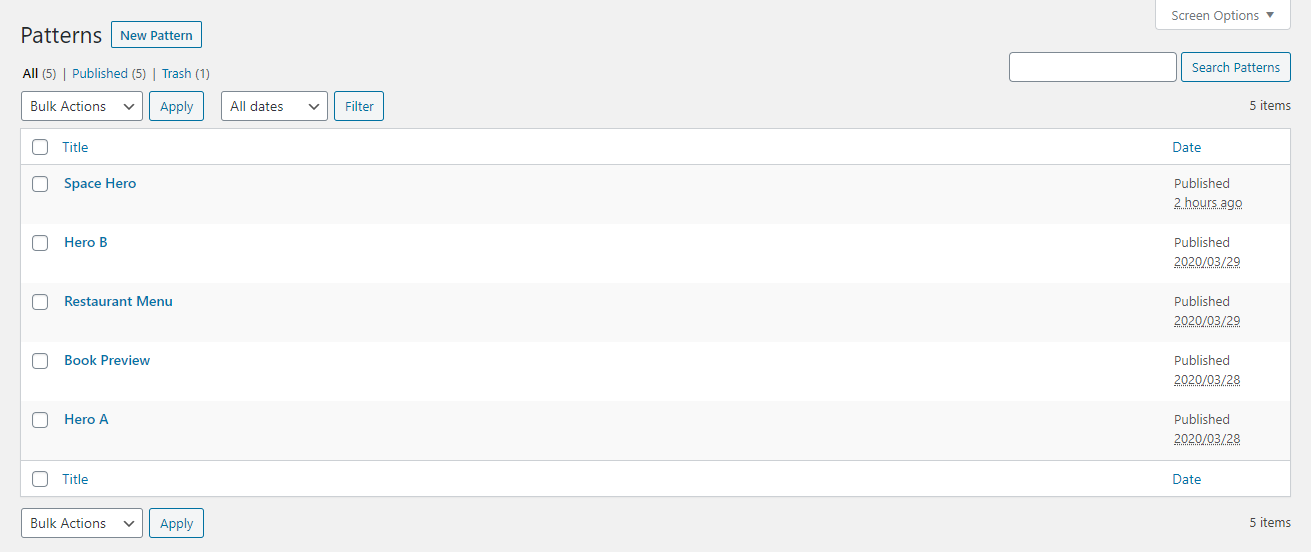 Screen Options
Patterns New Pattern
All (5) | Published (5) | Trash (1)
Search Patterns
Bulk Actions Apply All dates Filter 5 items
Title Date
Space Hero Published
2 hours ago
Hero B Published
2020/03/29
Restaurant Menu Published
2020/03/29
Book Preview Published
2020/03/28
Hero A Published
2020/03/28
Title Date
Bulk Actions Apply 5 items